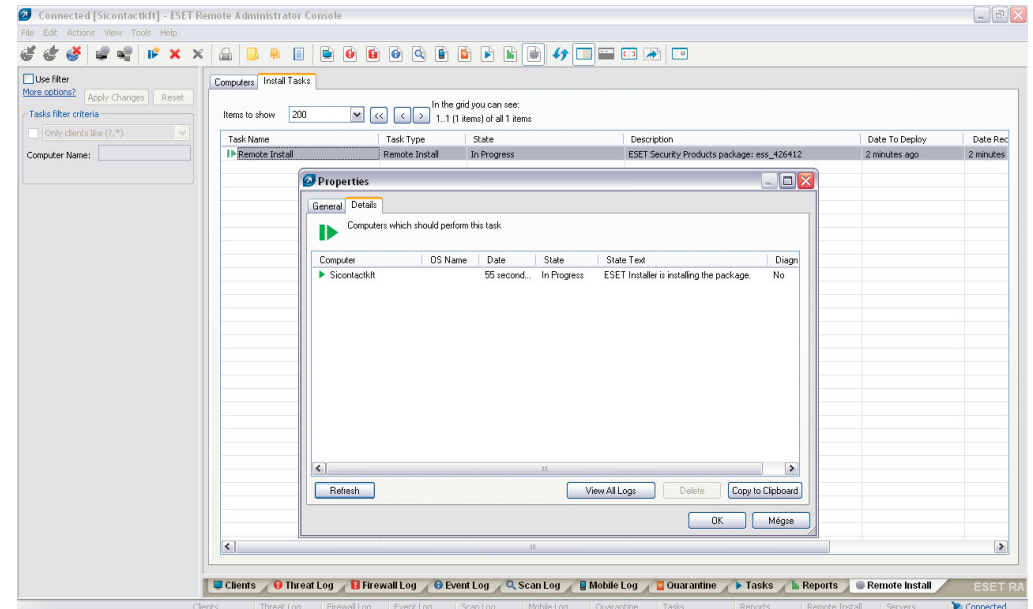 Connected [Sicontactkft] - ESET Remote Administrator Console
File Edit Actions View Tools Help
Use filter
More options? Apply Changes Reset
Tasks filter criteria
Only clients like (?,*)
Computer Name:
Computers Install Tasks
Items to show 200 << < > In the grid you can see:
1..1 (1 items) of all 1 items
Task Name Task Type State Description Date To Deploy Date Rec
Remote Install Remote Install In Progress ESET Security Products package: ess_426412 2 minutes ago 2 minutes
Properties
General Details
Computers which should perform this task
Computer OS Name Date State State Text Diagn
Sicontactkft 55 second... In Progress ESET Installer is installing the package. No
Refresh View All Logs Delete Copy to Clipboard
OK Mégse
Clients Threat Log Firewall Log Event Log Scan Log Mobile Log Quarantine Tasks Reports Remote Install ESET RA
Clients Threat Log Firewall Log Event Log Scan Log Mobile Log Quarantine Tasks Reports Remote Install Servers Connected